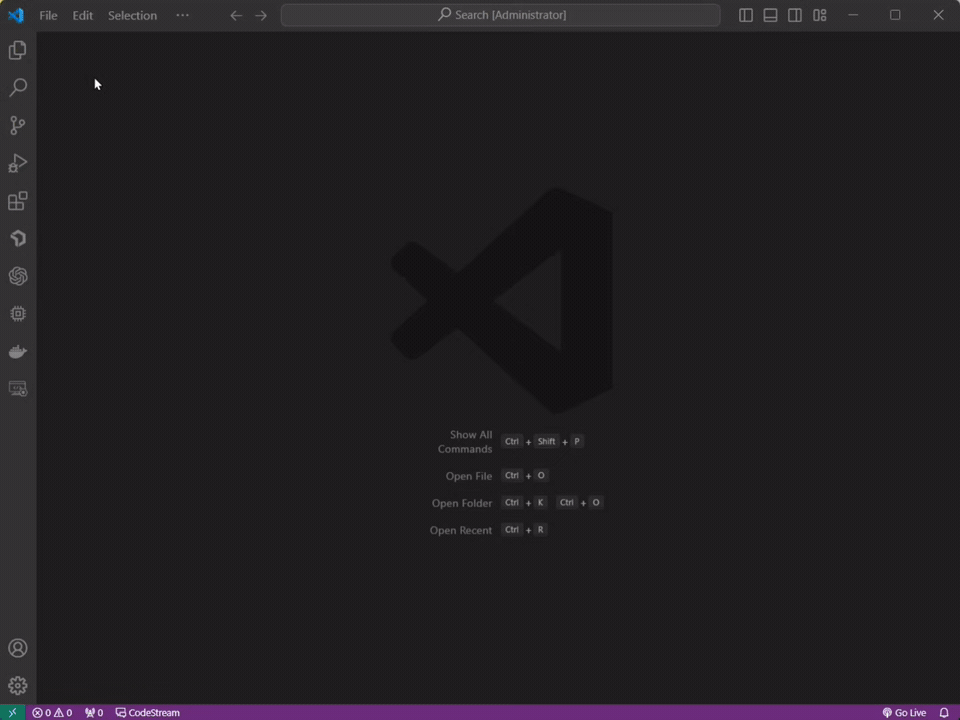 File Edit Selection ··· Search [Administrator]
Show All
Commands Ctrl + Shift + P
Open File Ctrl + O
Open Folder Ctrl + K Ctrl + O
Open Recent Ctrl + R
0 0 0 CodeStream Go Live